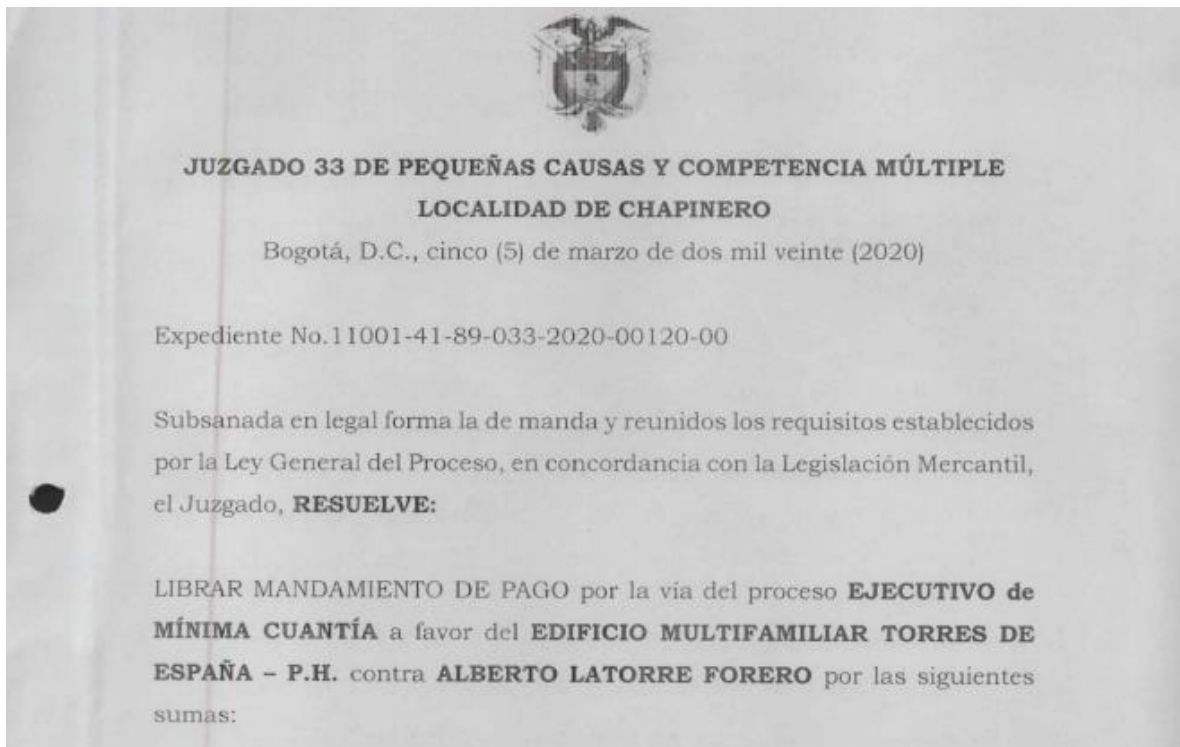 JUZGADO 33 DE PEQUEÑAS CAUSAS Y COMPETENCIA MÚLTIPLE
LOCALIDAD DE CHAPINERO
Bogotá, D.C., cinco (5) de marzo de dos mil veinte (2020)
Expediente No.11001-41-89-033-2020-00120-00
Subsanada en legal forma la de manda y reunidos los requisitos establecidos
por la Ley General del Proceso, en concordancia con la Legislación Mercantil,
el Juzgado, RESUELVE:
LIBRAR MANDAMIENTO DE PAGO por la vía del proceso EJECUTIVO de
MÍNIMA CUANTÍA a favor del EDIFICIO MULTIFAMILIAR TORRES DE
ESPAÑA – P.H. contra ALBERTO LATORRE FORERO por las siguientes
sumas: